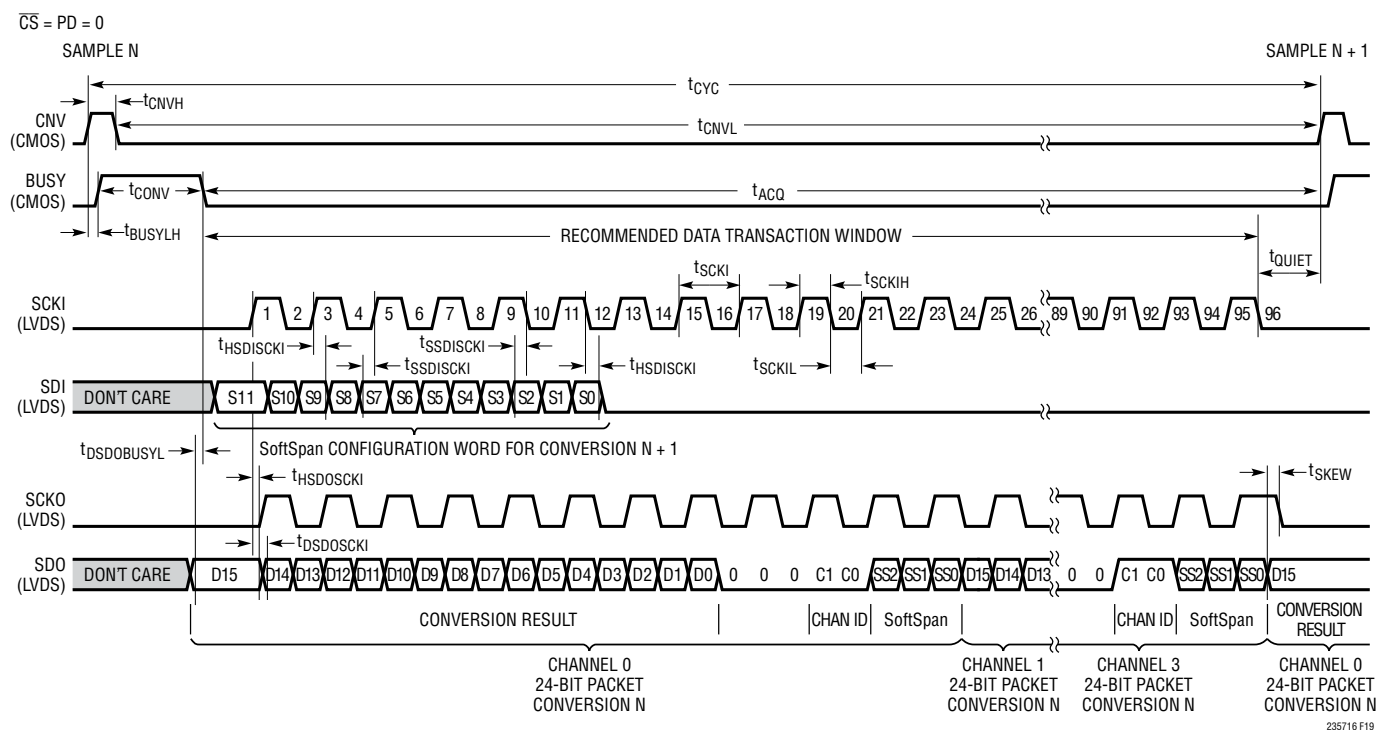 CS = PD = 0
SAMPLE N
SAMPLE N + 1
tCYC
tCNVH
CNV
(CMOS)
tCNVL
BUSY
(CMOS)
tCONV
tACQ
tBUSYLH
RECOMMENDED DATA TRANSACTION WINDOW
tQUIET
tSCKI
tSCKIH
SCKI
(LVDS)
1 2 3 4 5 6 7 8 9 10 11 12 13 14 15 16 17 18 19 20 21 22 23 24 25 26 89 90 91 92 93 94 95 96
tHSDISCKI
tSSDISCKI
tSSDISCKI
tHSDISCKI
tSCKIL
SDI
(LVDS)
DON'T CARE S11 S10 S9 S8 S7 S6 S5 S4 S3 S2 S1 S0
SoftSpan CONFIGURATION WORD FOR CONVERSION N + 1
tDSDOBUSYL
tHSDOSCKI
tSKEW
SCKO
(LVDS)
tDSDOSCKI
SDO
(LVDS)
DON'T CARE D15 D14 D13 D12 D11 D10 D9 D8 D7 D6 D5 D4 D3 D2 D1 D0 0 0 0 C1 C0 SS2 SS1 SS0 D15 D14 D13 0 0 C1 C0 SS2 SS1 SS0 D15
CONVERSION RESULT
CHAN ID
SoftSpan
CHAN ID
SoftSpan
CONVERSION
RESULT
CHANNEL 0
24-BIT PACKET
CONVERSION N
CHANNEL 1
24-BIT PACKET
CONVERSION N
CHANNEL 3
24-BIT PACKET
CONVERSION N
CHANNEL 0
24-BIT PACKET
CONVERSION N
235716 F19